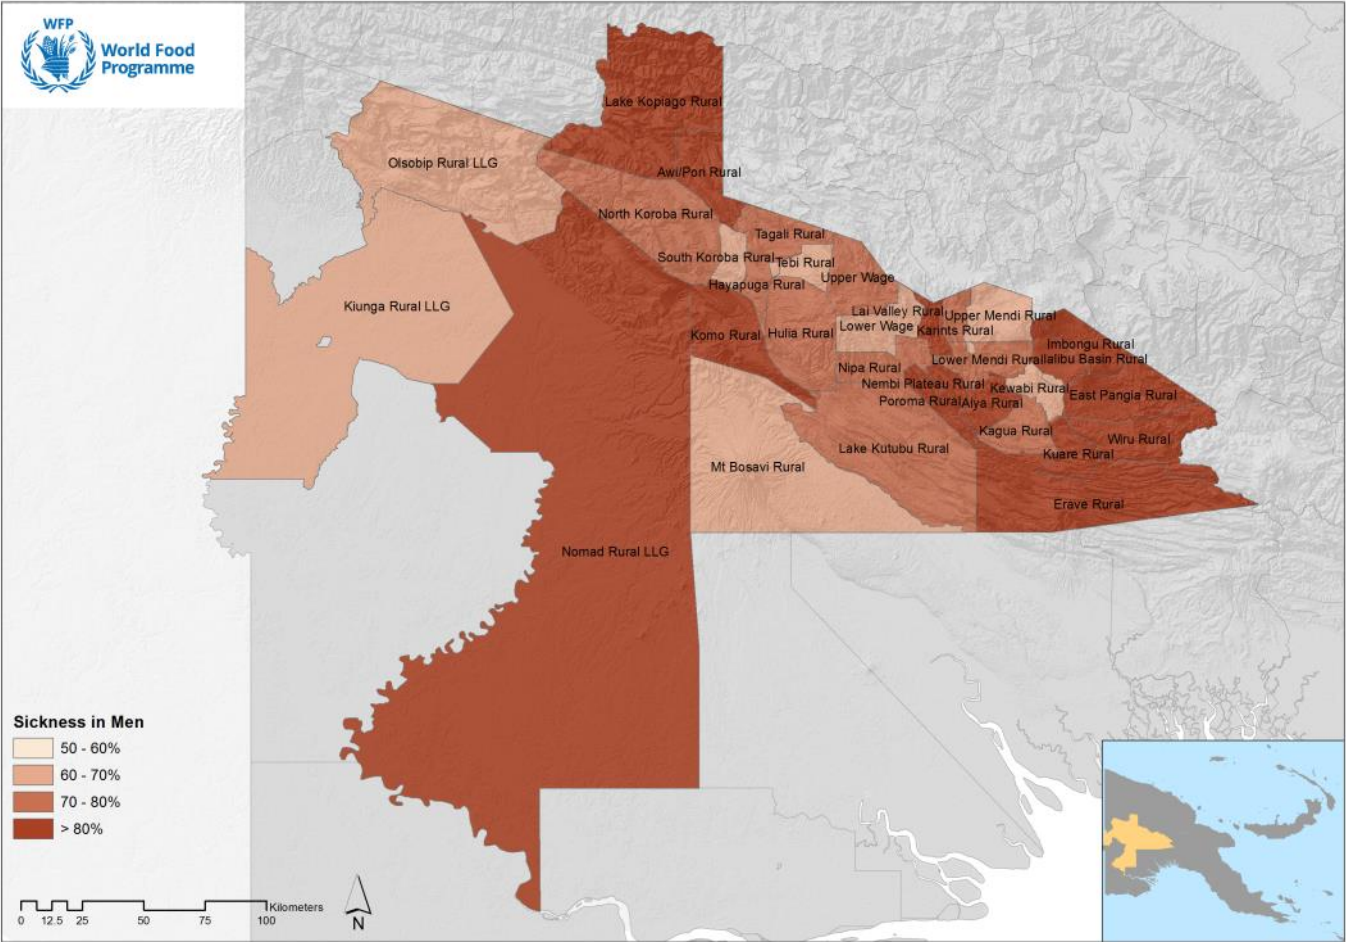 WFP
World Food
Programme
Lake Kopiago Rural
Olsobip Rural LLG
Awi/Pori Rural
North Koroba Rural
Tagali Rural
South Koroba Rural
Tebi Rural
Upper Wage
Hayapuga Rural
Kiunga Rural LLG
Lai Valley Rural
Upper Mendi Rural
Lower Wage
Karints Rural
Komo Rural
Hulia Rural
Imbongu Rural
Lower Mendi Rural
Ialibu Basin Rural
Nipa Rural
Nembi Plateau Rural
Kewabi Rural
East Pangia Rural
Poroma Rural
Aiya Rural
Kagua Rural
Wiru Rural
Lake Kutubu Rural
Kuare Rural
Mt Bosavi Rural
Erave Rural
Nomad Rural LLG
Sickness in Men
50 - 60%
60 - 70%
70 - 80%
> 80%
Kilometers
0 12.5 25 50 75 100
N